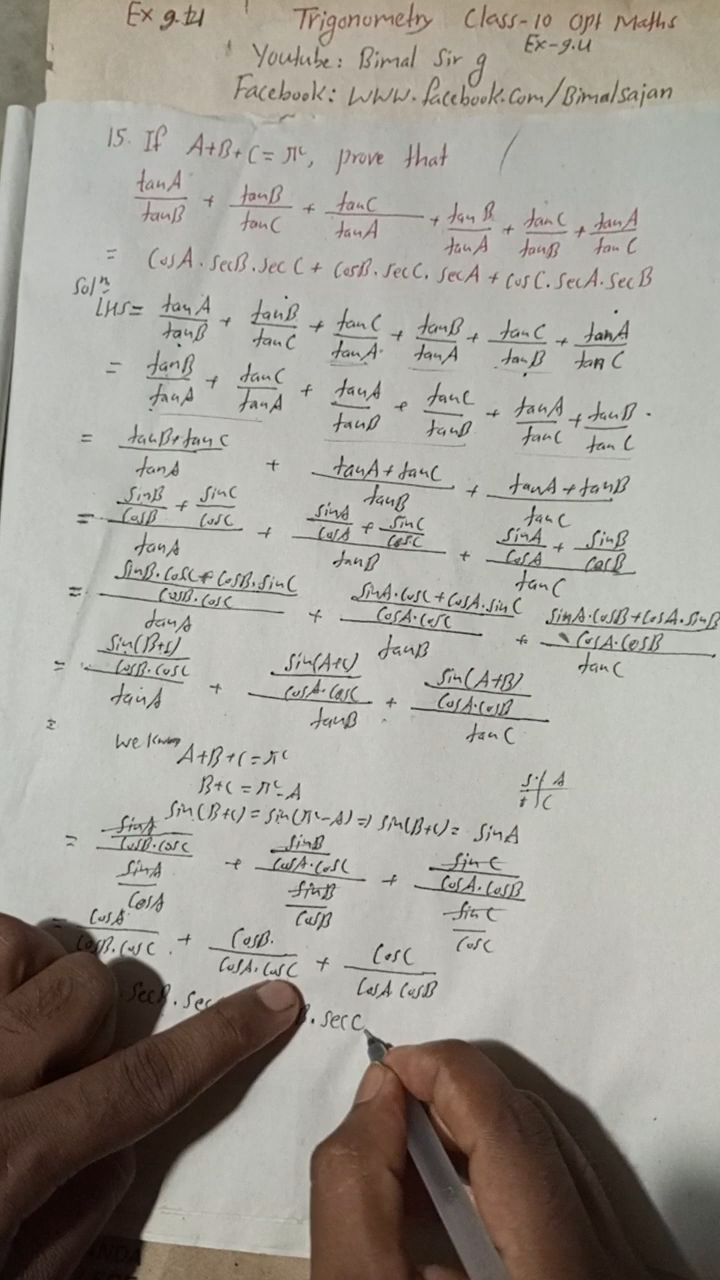 Ex 9.4 Trigonometry Class-10 Opt Maths
Ex-9.4
Youtube: Bimal Sir g
Facebook: WWW.facebook.Com/Bimalsajan
15. If A+B+C = πᶜ, prove that
tanA/tanB + tanB/tanC + tanC/tanA + tanB/tanA + tanC/tanB + tanA/tanC
= CosA.secB.secC + CosB.secC.secA + CosC.secA.secB
Solⁿ
LHS = tanA/tanB + tanB/tanC + tanC/tanA + tanB/tanA + tanC/tanB + tanA/tanC
= tanB/tanA + tanC/tanA + tanA/tanB + tanC/tanB + tanA/tanC + tanB/tanC
= (tanB+tanC)/tanA + (tanA+tanC)/tanB + (tanA+tanB)/tanC
= (sinB/cosB + sinC/cosC)/tanA + (sinA/cosA + sinC/cosC)/tanB + (sinA/cosA + sinB/cosB)/tanC
= ((sinB.cosC+cosB.sinC)/(cosB.cosC))/tanA + ((sinA.cosC+cosA.sinC)/(cosA.cosC))/tanB + ((sinA.cosB+cosA.sinB)/(cosA.cosB))/tanC
= (sin(B+C)/(cosB.cosC))/tanA + (sin(A+C)/(cosA.cosC))/tanB + (sin(A+B)/(cosA.cosB))/tanC
=
We know
A+B+C = πᶜ
B+C = πᶜ-A
S A
t C
sin(B+C) = sin(πᶜ-A) => sin(B+C) = sinA
= (sinA/(cosB.cosC))/(sinA/cosA) + (sinB/(cosA.cosC))/(sinB/cosB) + (sinC/(cosA.cosB))/(sinC/cosC)
= CosA/(CosB.CosC) + CosB./(CosA.CosC) + CosC/(CosA CosB)
.secB.sec B.secC